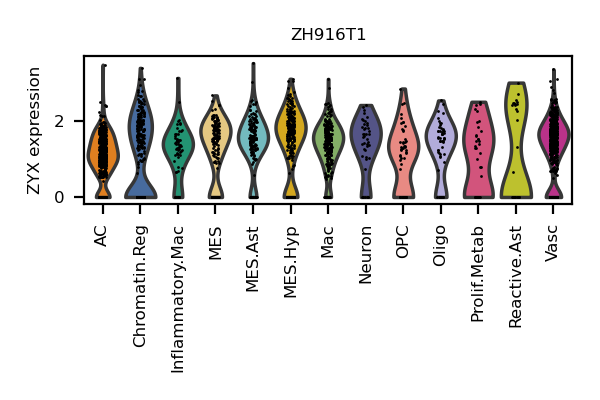 ZH916T1
ZYX expression
2
0
AC
Chromatin.Reg
Inflammatory.Mac
MES
MES.Ast
MES.Hyp
Mac
Neuron
OPC
Oligo
Prolif.Metab
Reactive.Ast
Vasc